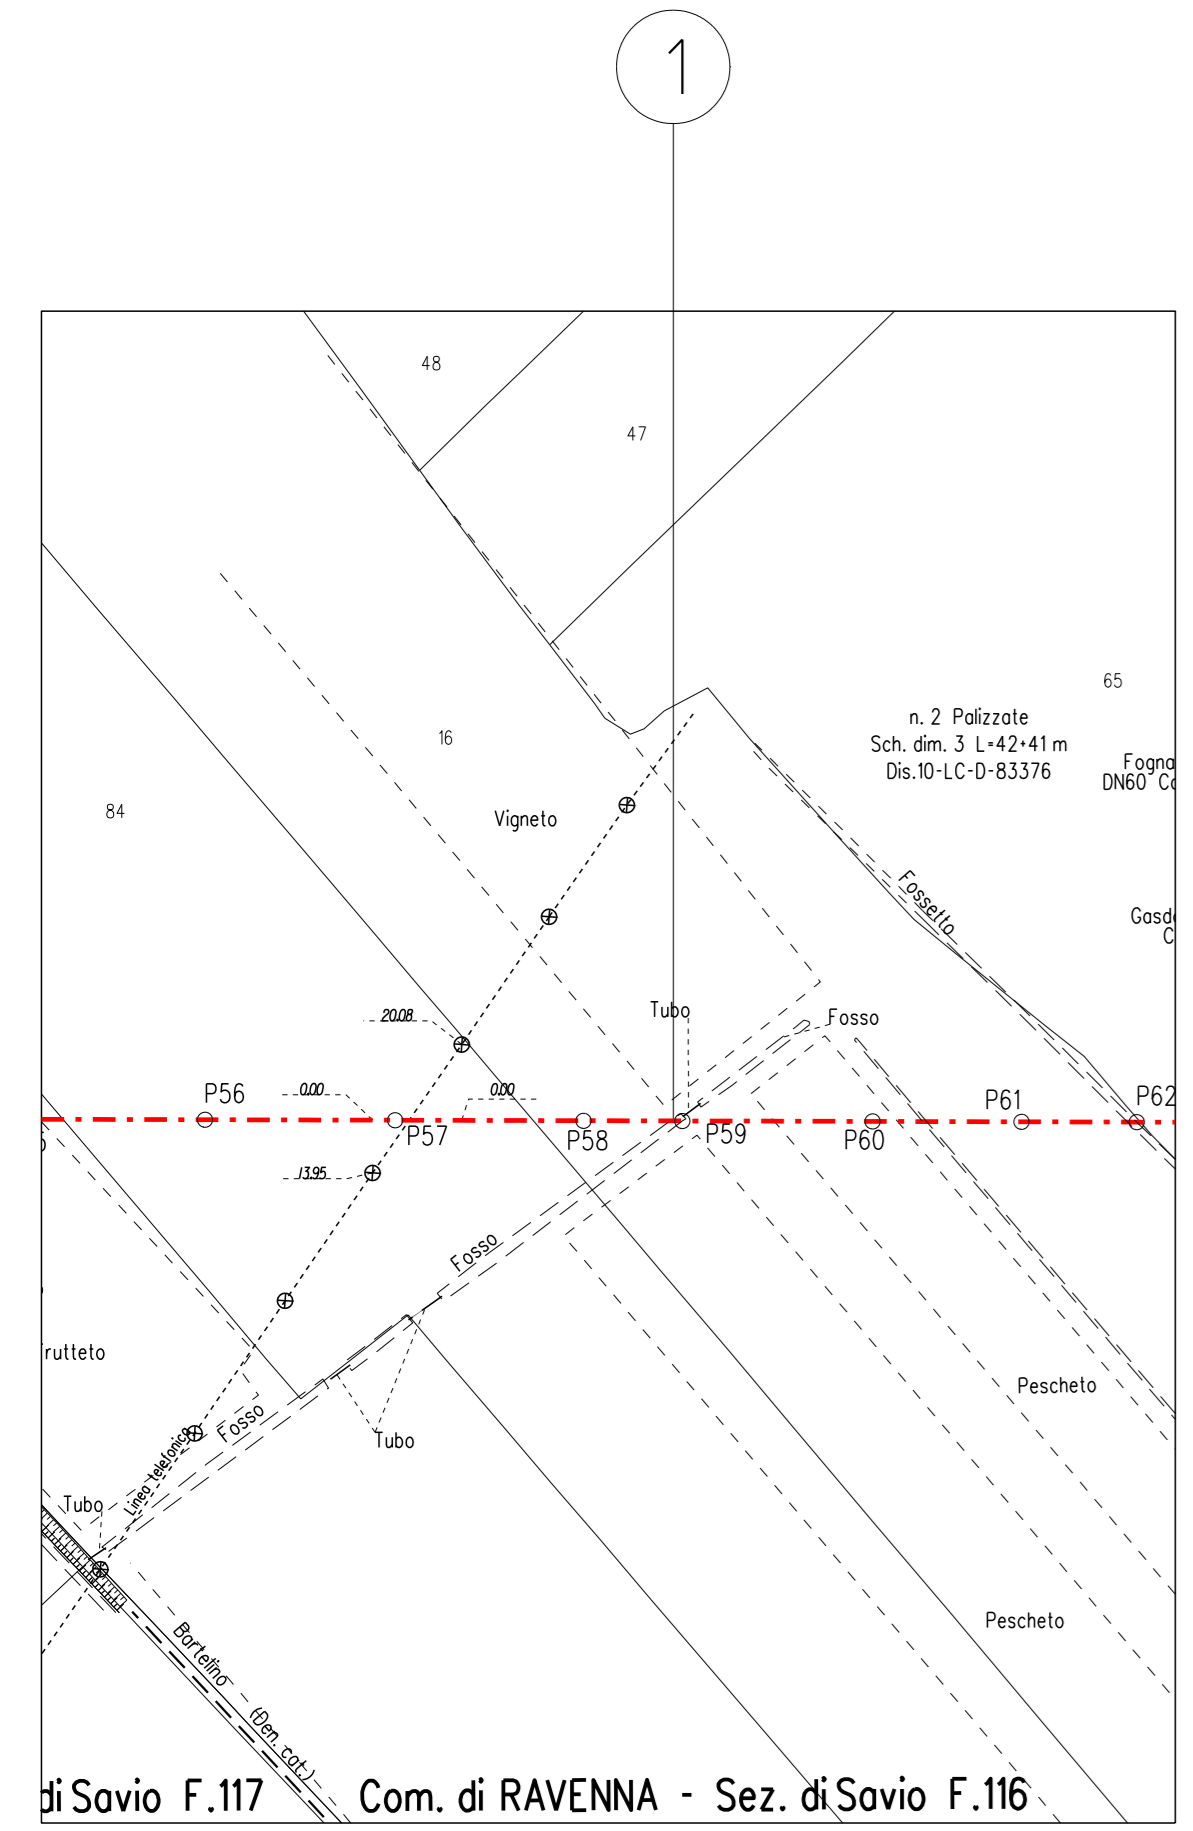 1
48
47
65
n. 2 Palizzate
Sch. dim. 3 L=42+41 m
Dis.10-LC-D-83376
16
Fogna
DN60
84
Vigneto
Fossetto
20.08
Tubo
Fosso
P56
0.00
0.00
P57
P58
P59
P60
P61
P62
13.95
Fosso
rutteto
Pescheto
Fosso
Tubo
Linea telefonica
Tubo
Pescheto
Bartelino
(Den. cat.)
di Savio F.117
Com. di RAVENNA - Sez. di Savio F.116